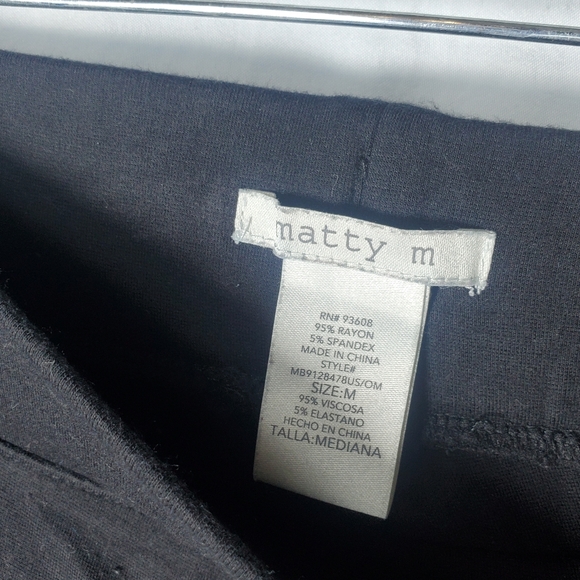 matty m
RN# 93608
95% RAYON
5% SPANDEX
MADE IN CHINA
STYLE#
MB9128478US/OM
SIZE:M
95% VISCOSA
5% ELASTANO
HECHO EN CHINA
TALLA:MEDIANA